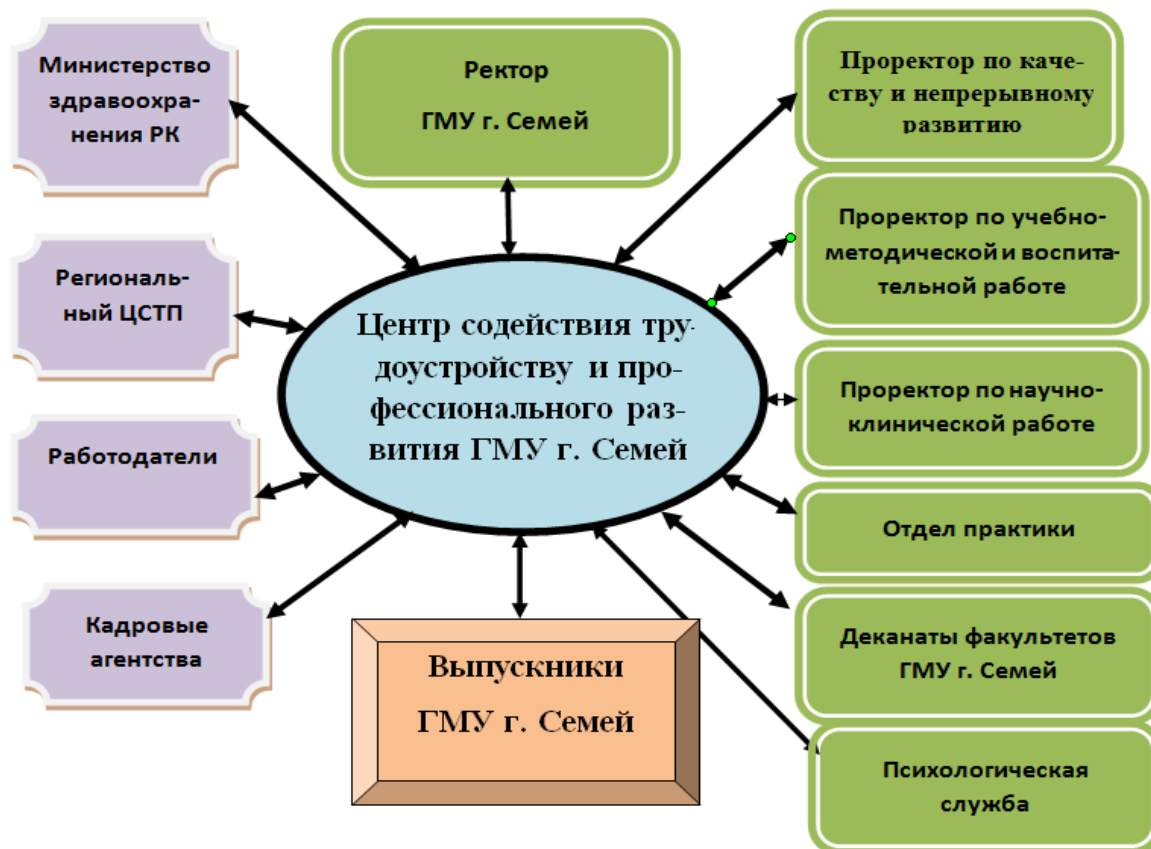 Министерство
здравоохра-
нения РК
Ректор
ГМУ г. Семей
Проректор по каче-
ству и непрерывному
развитию
Региональ-
ный ЦСТП
Проректор по учебно-
методической и воспита-
тельной работе
Центр содействия тру-
доустройству и про-
фессионального раз-
вития ГМУ г. Семей
Проректор по научно-
клинической работе
Работодатели
Отдел практики
Кадровые
агентства
Выпускники
ГМУ г. Семей
Деканаты факультетов
ГМУ г. Семей
Психологическая
служба